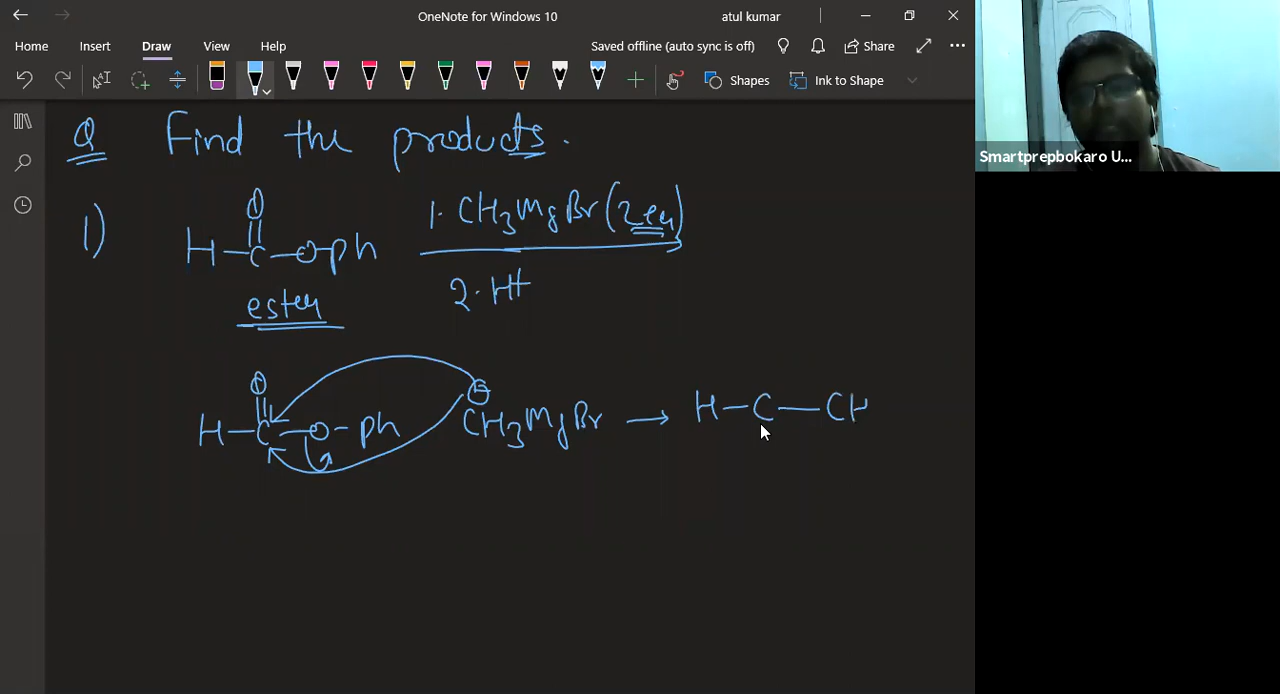 OneNote for Windows 10
atul kumar
Home Insert Draw View Help
Saved offline (auto sync is off)
Share
Shapes
Ink to Shape
Smartprepbokaro U...
Q Find the products.
1)
O
H-C-O-Ph
1. CH3MgBr (2eq)
2. H+
ester
O
H-C-O-Ph
⊖
CH3MgBr → H-C-CH